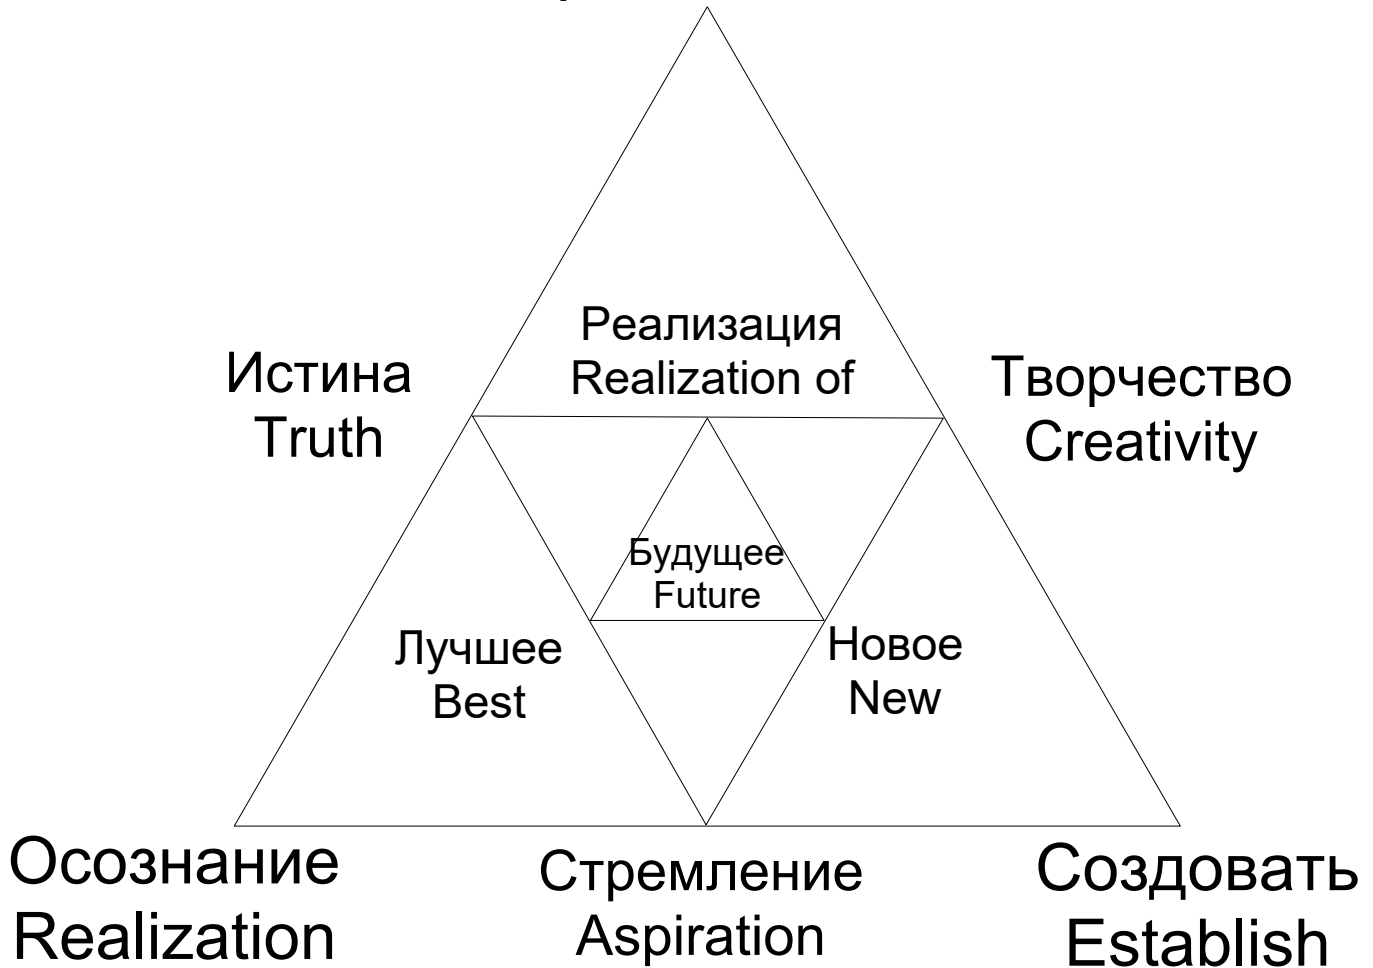 Реализация
Realization of
Истина
Truth
Творчество
Creativity
Будущее
Future
Лучшее
Best
Новое
New
Осознание
Realization
Стремление
Aspiration
Создовать
Establish